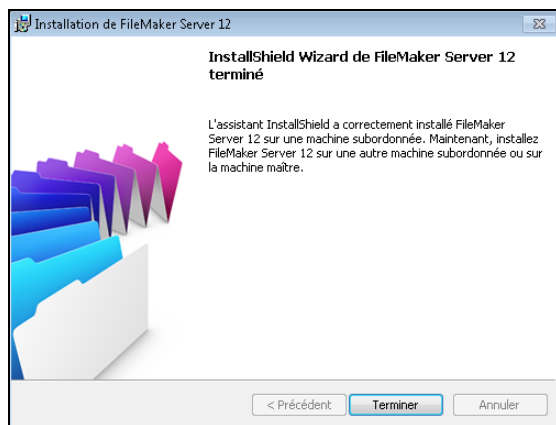 Installation de FileMaker Server 12
InstallShield Wizard de FileMaker Server 12
terminé
L'assistant InstallShield a correctement installé FileMaker
Server 12 sur une machine subordonnée. Maintenant, installez
FileMaker Server 12 sur une autre machine subordonnée ou sur
la machine maître.
< Précédent Terminer Annuler